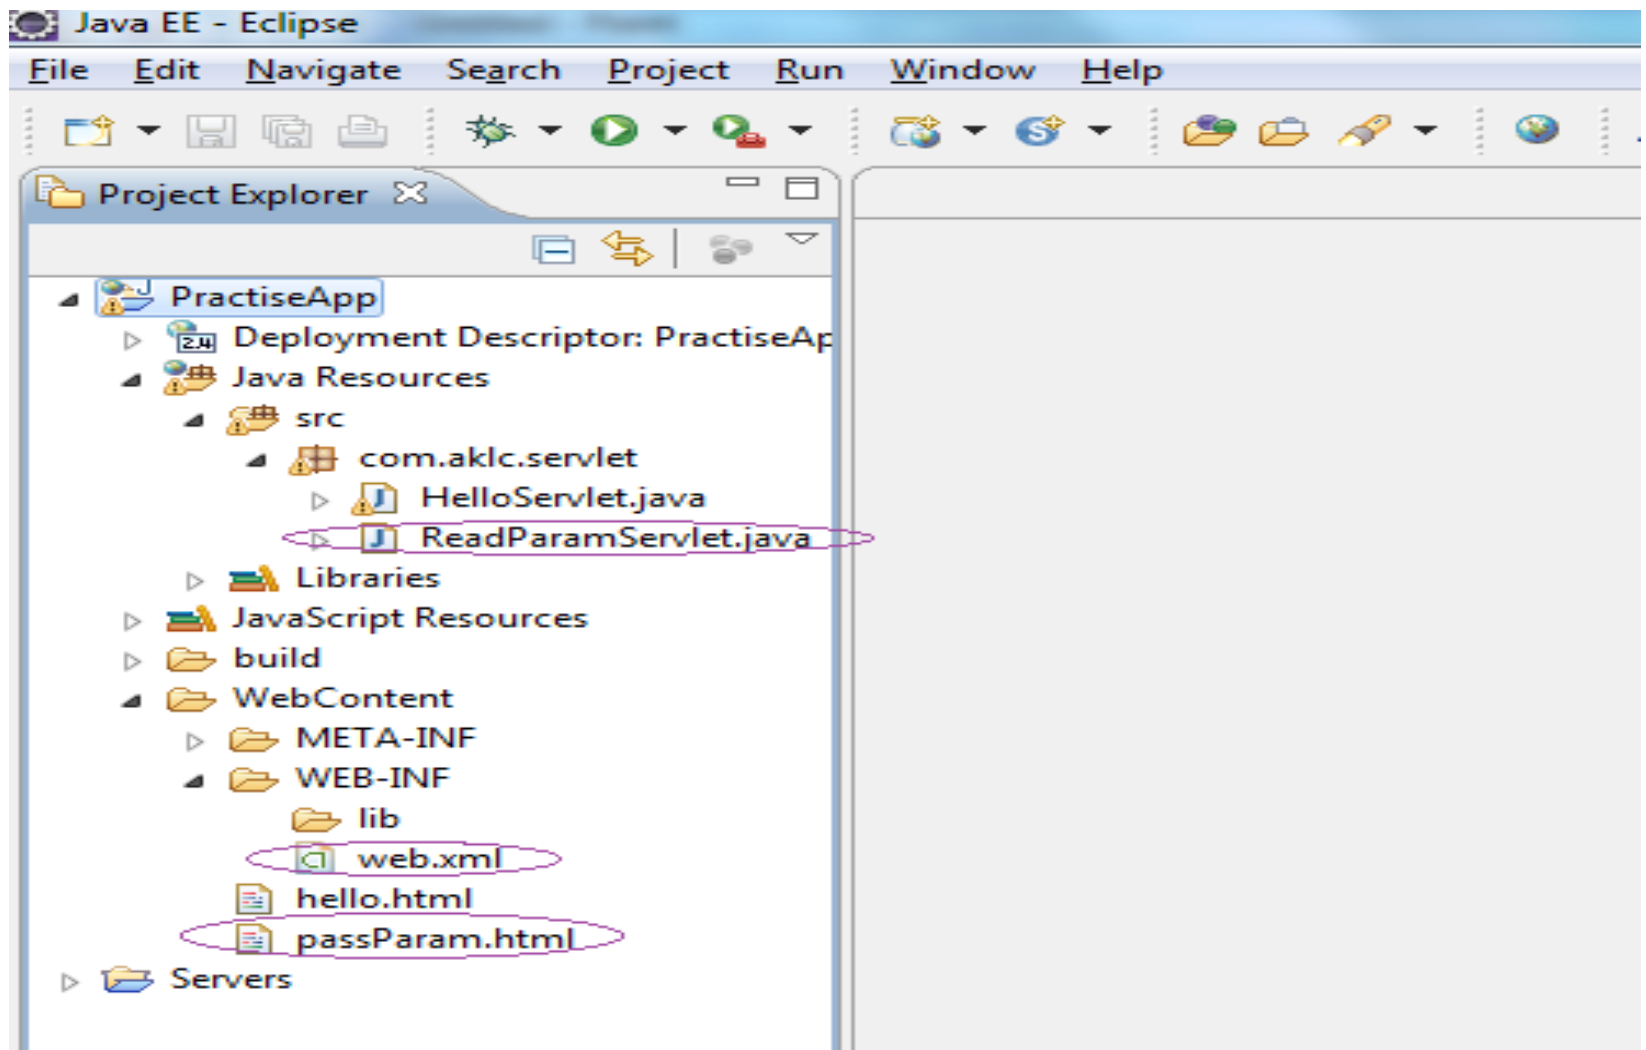 Java EE - Eclipse
File Edit Navigate Search Project Run Window Help
Project Explorer
PractiseApp
2.4 Deployment Descriptor: PractiseAp
Java Resources
src
com.aklc.servlet
HelloServlet.java
ReadParamServlet.java
Libraries
JavaScript Resources
build
WebContent
META-INF
WEB-INF
lib
web.xml
hello.html
passParam.html
Servers